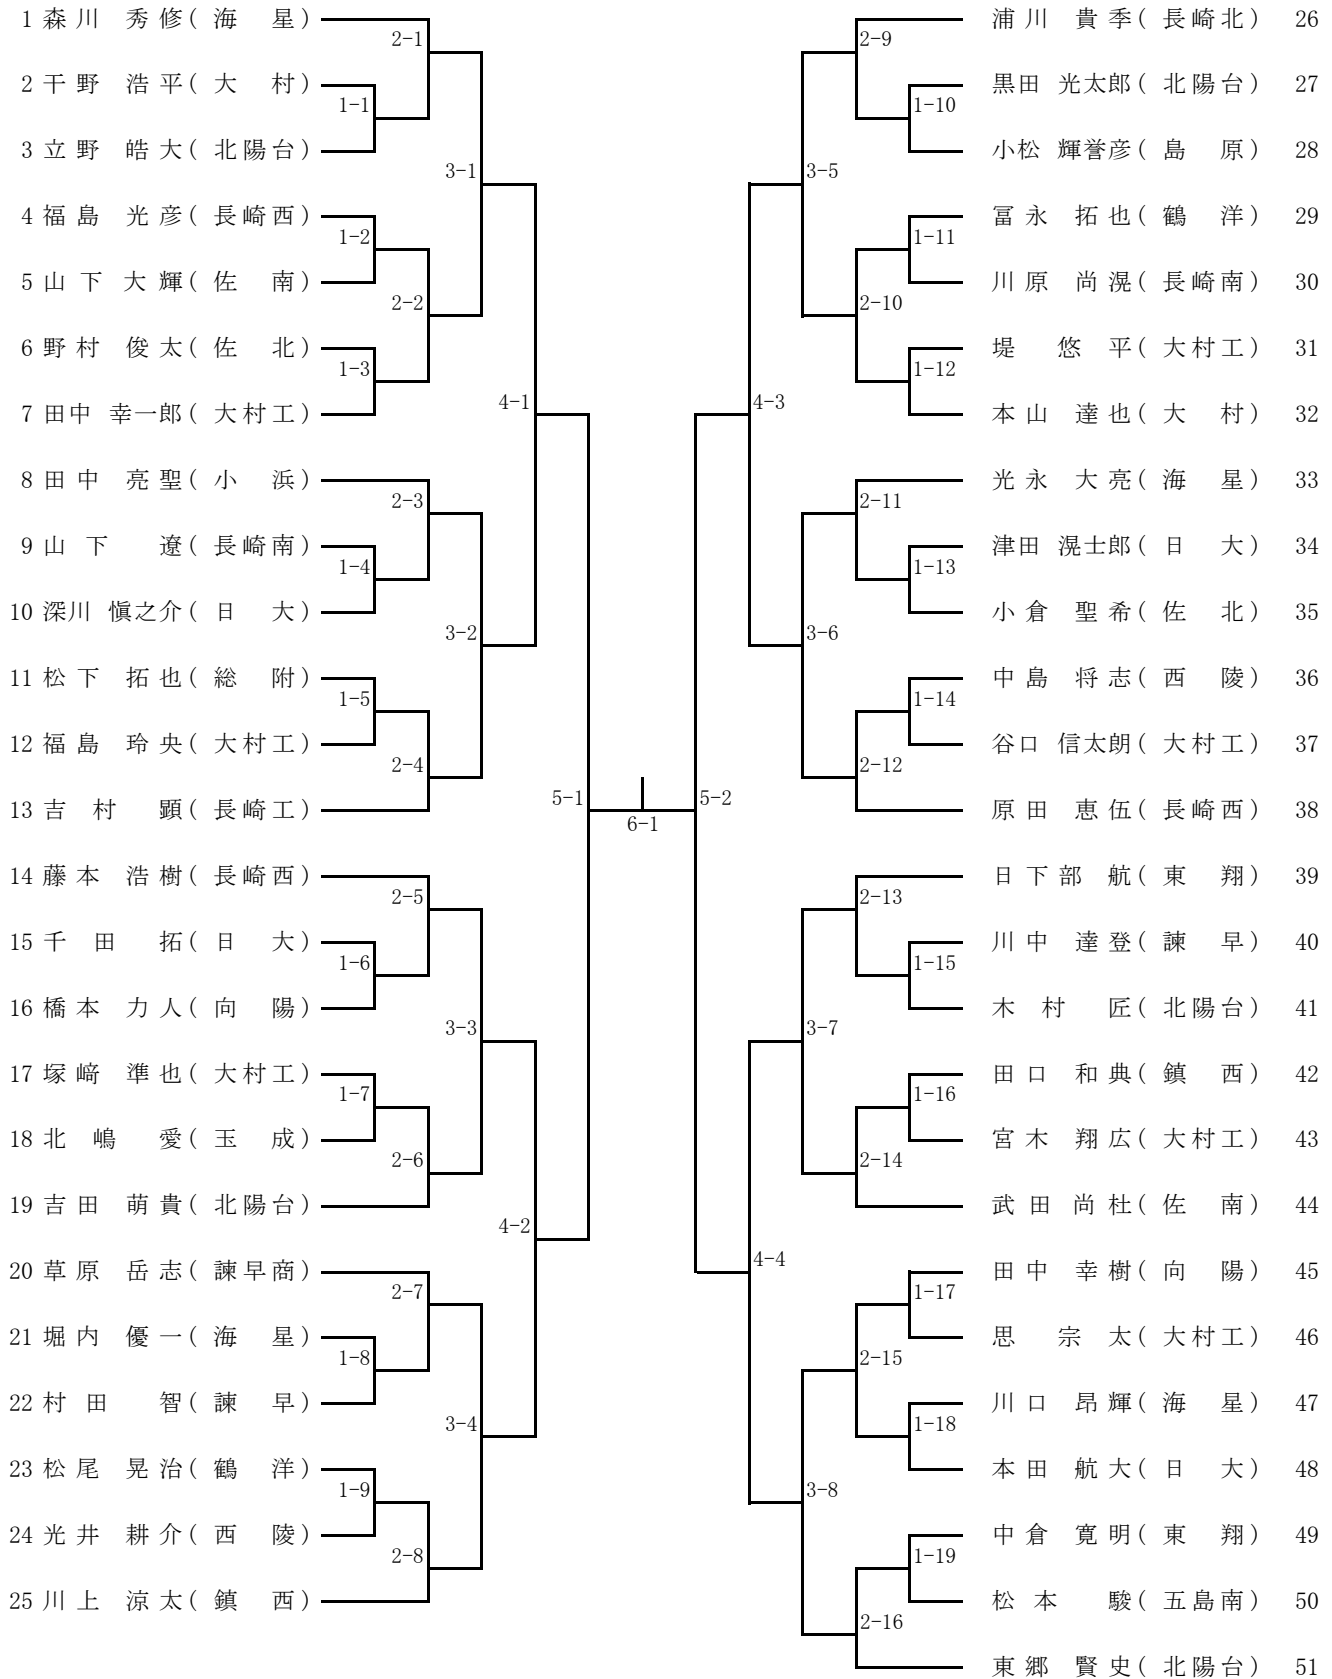 1 森川 秀修(海星)
2-1
2 干野 浩平(大村)
1-1
3 立野 皓大(北陽台)
3-1
4 福島 光彦(長崎西)
1-2
5 山下 大輝(佐南)
2-2
6 野村 俊太(佐北)
1-3
7 田中 幸一郎(大村工)
4-1
8 田中 亮聖(小浜)
2-3
9 山下 遼(長崎南)
1-4
10 深川 愼之介(日大)
3-2
11 松下 拓也(総附)
1-5
12 福島 玲央(大村工)
2-4
13 吉村 顕(長崎工)
5-1
14 藤本 浩樹(長崎西)
2-5
15 千田 拓(日大)
1-6
16 橋本 力人(向陽)
3-3
17 塚﨑 準也(大村工)
1-7
18 北嶋 愛(玉成)
2-6
19 吉田 萌貴(北陽台)
4-2
20 草原 岳志(諫早商)
2-7
21 堀内 優一(海星)
1-8
22 村田 智(諫早)
3-4
23 松尾 晃治(鶴洋)
1-9
24 光井 耕介(西陵)
2-8
25 川上 涼太(鎮西)
6-1
浦川 貴季(長崎北) 26
2-9
黒田 光太郎(北陽台) 27
1-10
小松 輝誉彦(島原) 28
3-5
冨永 拓也(鶴洋) 29
1-11
川原 尚滉(長崎南) 30
2-10
堤 悠平(大村工) 31
1-12
本山 達也(大村) 32
4-3
光永 大亮(海星) 33
2-11
津田 滉士郎(日大) 34
1-13
小倉 聖希(佐北) 35
3-6
中島 将志(西陵) 36
1-14
谷口 信太朗(大村工) 37
2-12
原田 恵伍(長崎西) 38
5-2
日下部 航(東翔) 39
2-13
川中 達登(諫早) 40
1-15
木村 匠(北陽台) 41
3-7
田口 和典(鎮西) 42
1-16
宮木 翔広(大村工) 43
2-14
武田 尚杜(佐南) 44
4-4
田中 幸樹(向陽) 45
1-17
思 宗太(大村工) 46
2-15
川口 昂輝(海星) 47
1-18
本田 航大(日大) 48
3-8
中倉 寛明(東翔) 49
1-19
松本 駿(五島南) 50
2-16
東郷 賢史(北陽台) 51